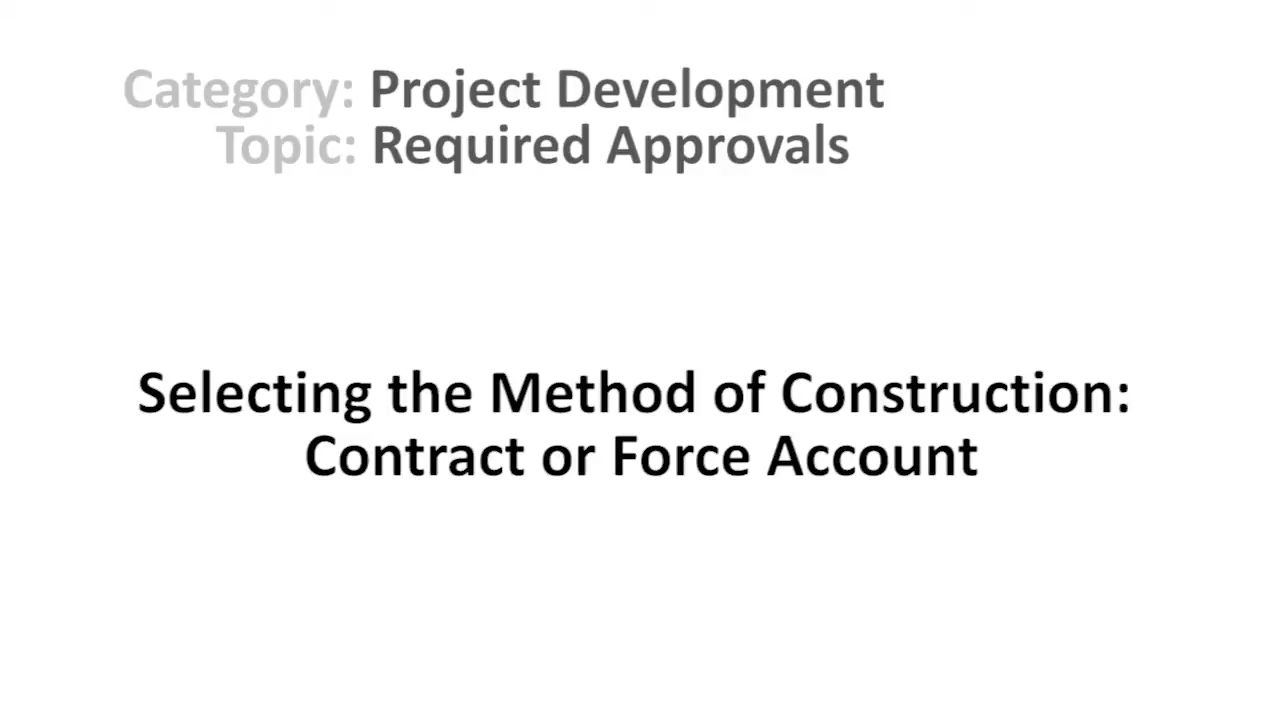 Category: Project Development
Topic: Required Approvals
Selecting the Method of Construction:
Contract or Force Account